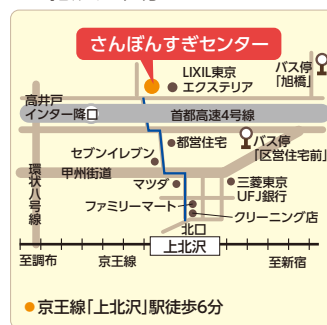 さんぽんすぎセンター
バス停
「旭橋」
LIXIL東京
エクステリア
高井戸
インター降口
首都高速4号線
都営住宅
バス停
「区営住宅前」
セブンイレブン
環状八号線
甲州街道
マツダ
三菱東京
UFJ銀行
ファミリーマート
クリーニング店
北口
上北沢
至調布
京王線
至新宿
●京王線「上北沢」駅徒歩6分